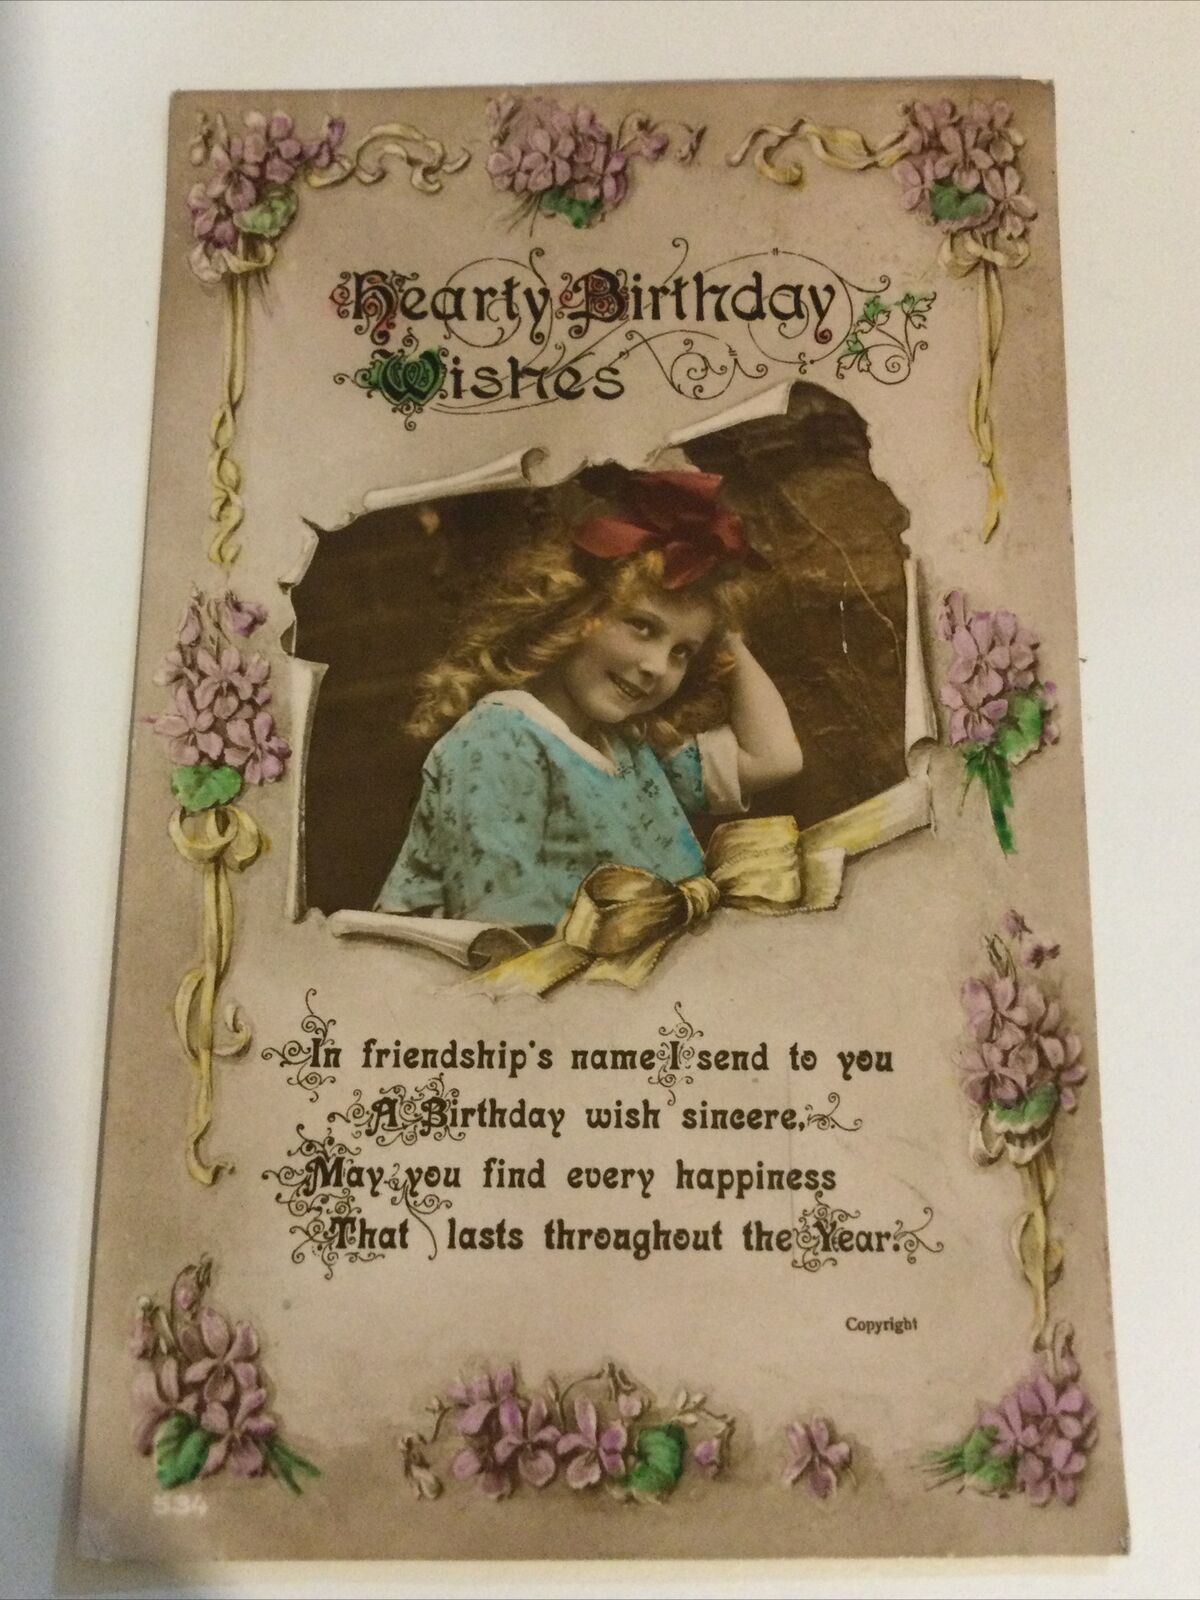 Hearty Birthday
Wishes
In friendship's name I send to you
A Birthday wish sincere,
May you find every happiness
That lasts throughout the Year.
Copyright
534